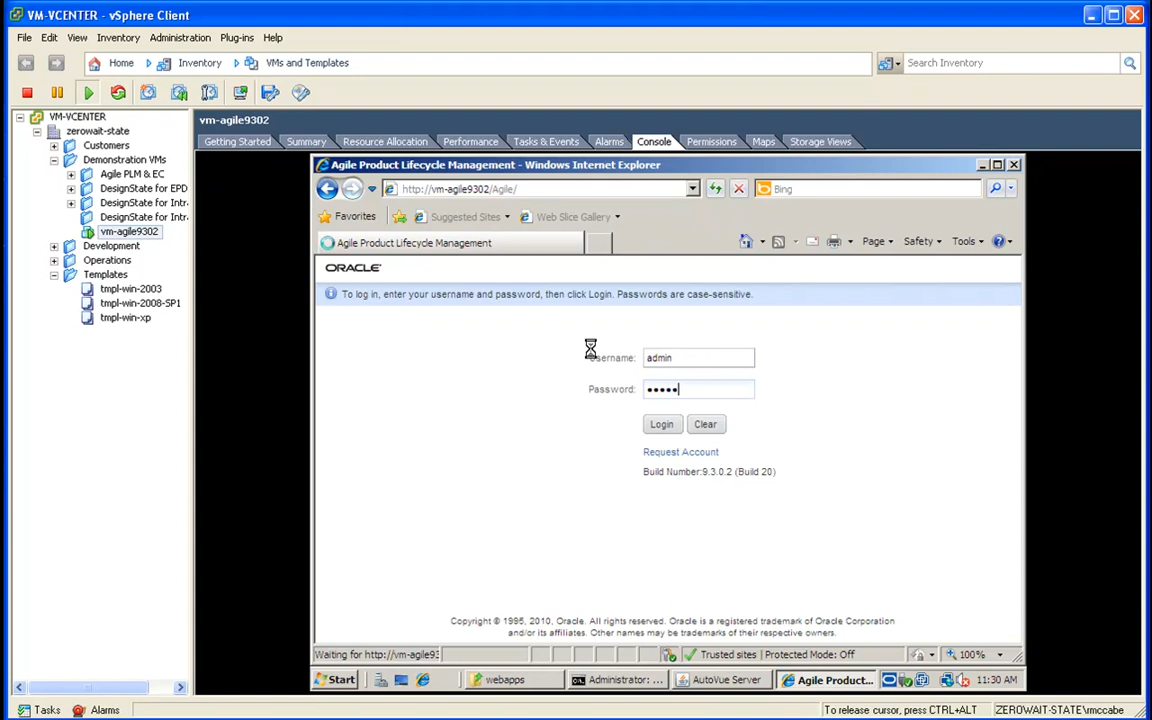 VM-VCENTER - vSphere Client
File Edit View Inventory Administration Plug-ins Help
Home Inventory VMs and Templates Search Inventory
VM-VCENTER
zerowait-state
Customers
Demonstration VMs
Agile PLM & EC
DesignState for EPD
DesignState for Intr
DesignState for Intr
vm-agile9302
Development
Operations
Templates
tmpl-win-2003
tmpl-win-2008-SP1
tmpl-win-xp
vm-agile9302
Getting Started Summary Resource Allocation Performance Tasks & Events Alarms Console Permissions Maps Storage Views
Agile Product Lifecycle Management - Windows Internet Explorer
http://vm-agile9302/Agile/ Bing
Favorites Suggested Sites Web Slice Gallery
Agile Product Lifecycle Management Page Safety Tools
ORACLE
To log in, enter your username and password, then click Login. Passwords are case-sensitive.
Username: admin
Password: •••••
Login Clear
Request Account
Build Number:9.3.0.2 (Build 20)
Copyright © 1995, 2010, Oracle. All rights reserved. Oracle is a registered trademark of Oracle Corporation
and/or its affiliates. Other names may be trademarks of their respective owners.
Waiting for http://vm-agile93 Trusted sites | Protected Mode: Off 100%
Start webapps Administrator: ... AutoVue Server Agile Product... 11:30 AM
Tasks Alarms To release cursor, press CTRL+ALT ZEROWAIT-STATE\rmccabe